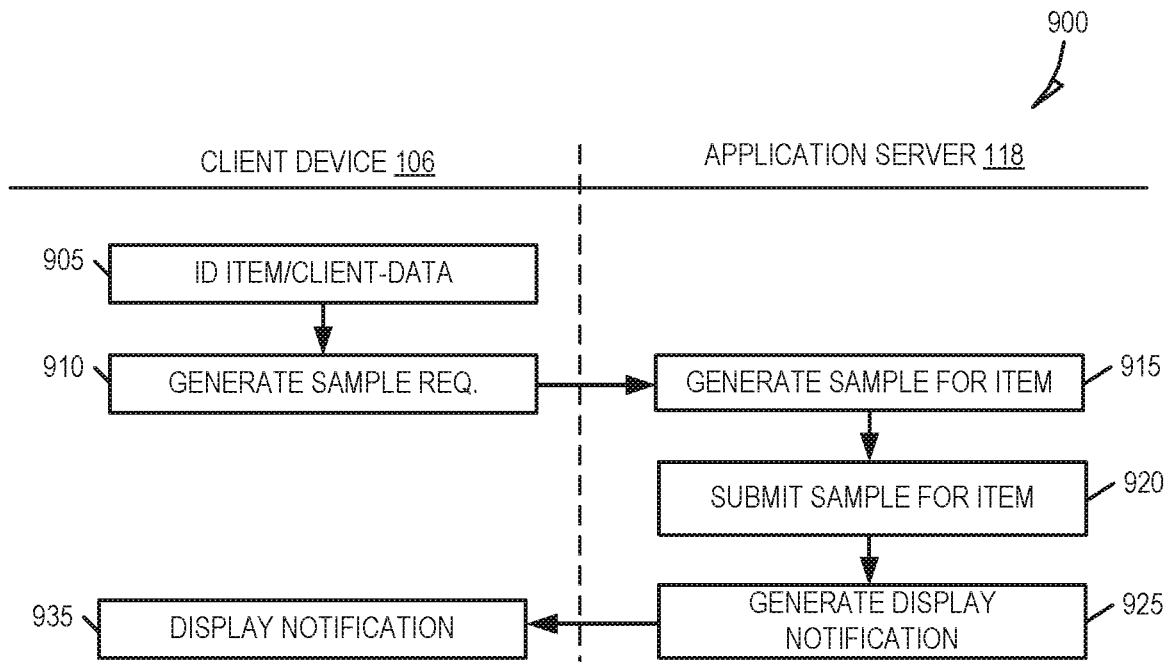 900
CLIENT DEVICE 106
APPLICATION SERVER 118
905
ID ITEM/CLIENT-DATA
910
GENERATE SAMPLE REQ.
GENERATE SAMPLE FOR ITEM
915
SUBMIT SAMPLE FOR ITEM
920
935
DISPLAY NOTIFICATION
GENERATE DISPLAY
NOTIFICATION
925